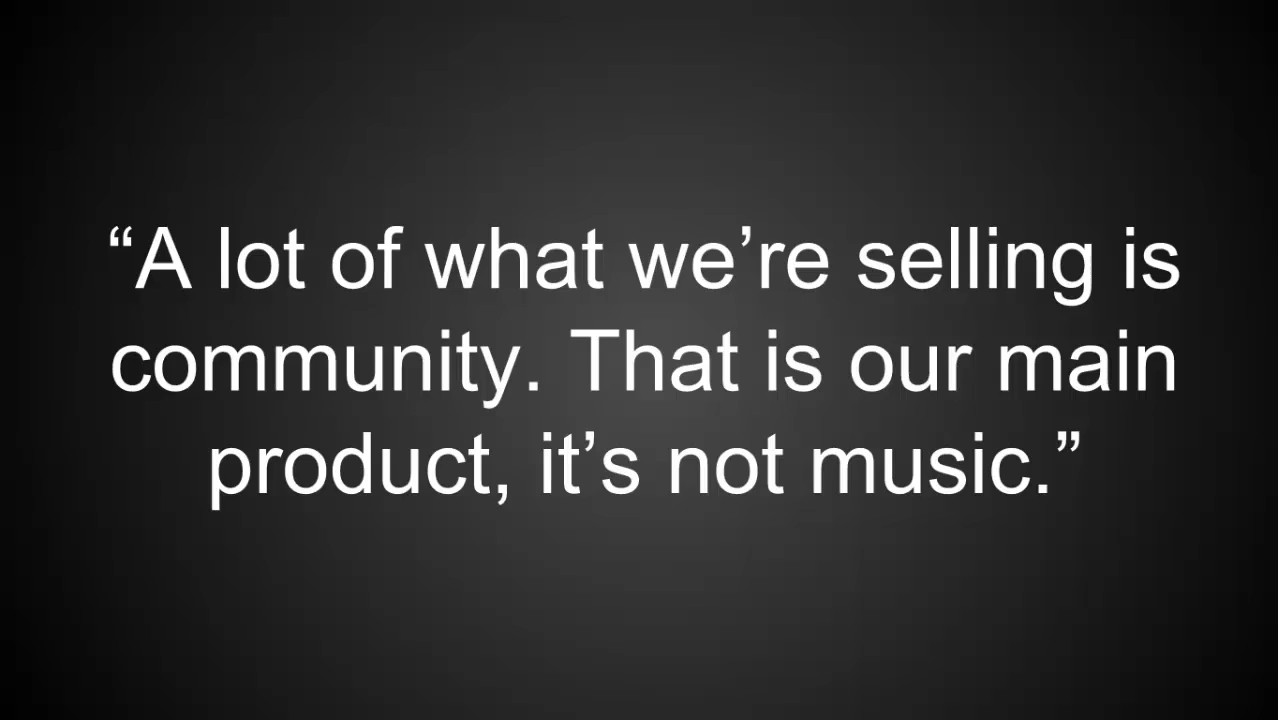 “A lot of what we’re selling is
community. That is our main
product, it’s not music.”